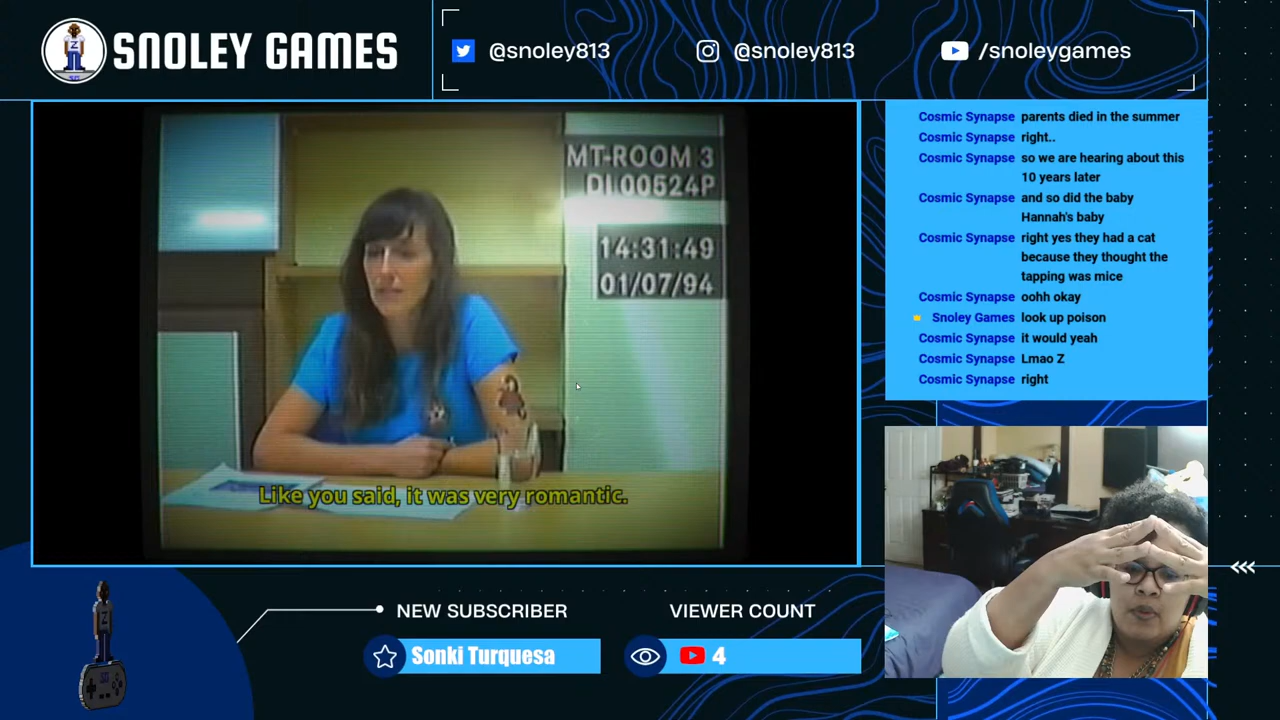 SNOLEY GAMES
@snoley813
@snoley813
/snoleygames
MT-ROOM 3
DI.00524P
14:31:49
01/07/94
Like you said, it was very romantic.
Cosmic Synapse parents died in the summer
Cosmic Synapse right..
Cosmic Synapse so we are hearing about this
10 years later
Cosmic Synapse and so did the baby
Hannah's baby
Cosmic Synapse right yes they had a cat
because they thought the
tapping was mice
Cosmic Synapse oohh okay
Snoley Games look up poison
Cosmic Synapse it would yeah
Cosmic Synapse Lmao Z
Cosmic Synapse right
NEW SUBSCRIBER
Sonki Turquesa
VIEWER COUNT
4
Z
Z